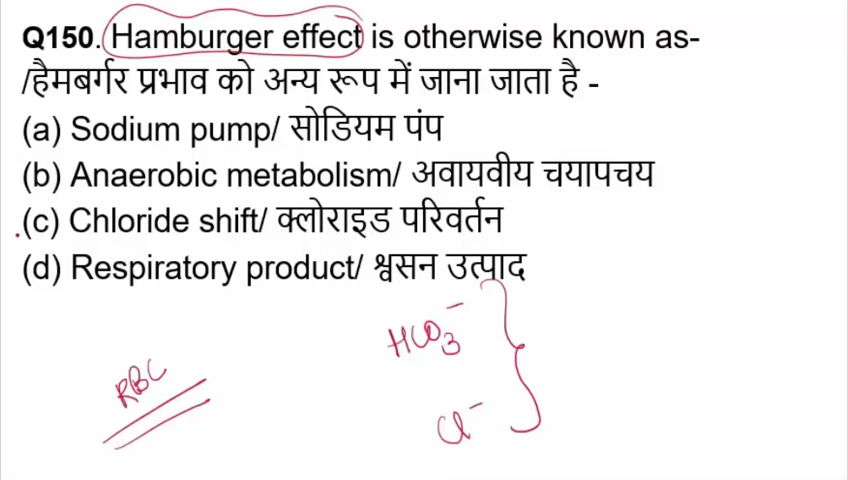 Q150. Hamburger effect is otherwise known as-
/हैमबर्गर प्रभाव को अन्य रूप में जाना जाता है -
(a) Sodium pump/ सोडियम पंप
(b) Anaerobic metabolism/ अवायवीय चयापचय
(c) Chloride shift/ क्लोराइड परिवर्तन
(d) Respiratory product/ श्वसन उत्पाद
HCO₃⁻
RBC
Cl⁻